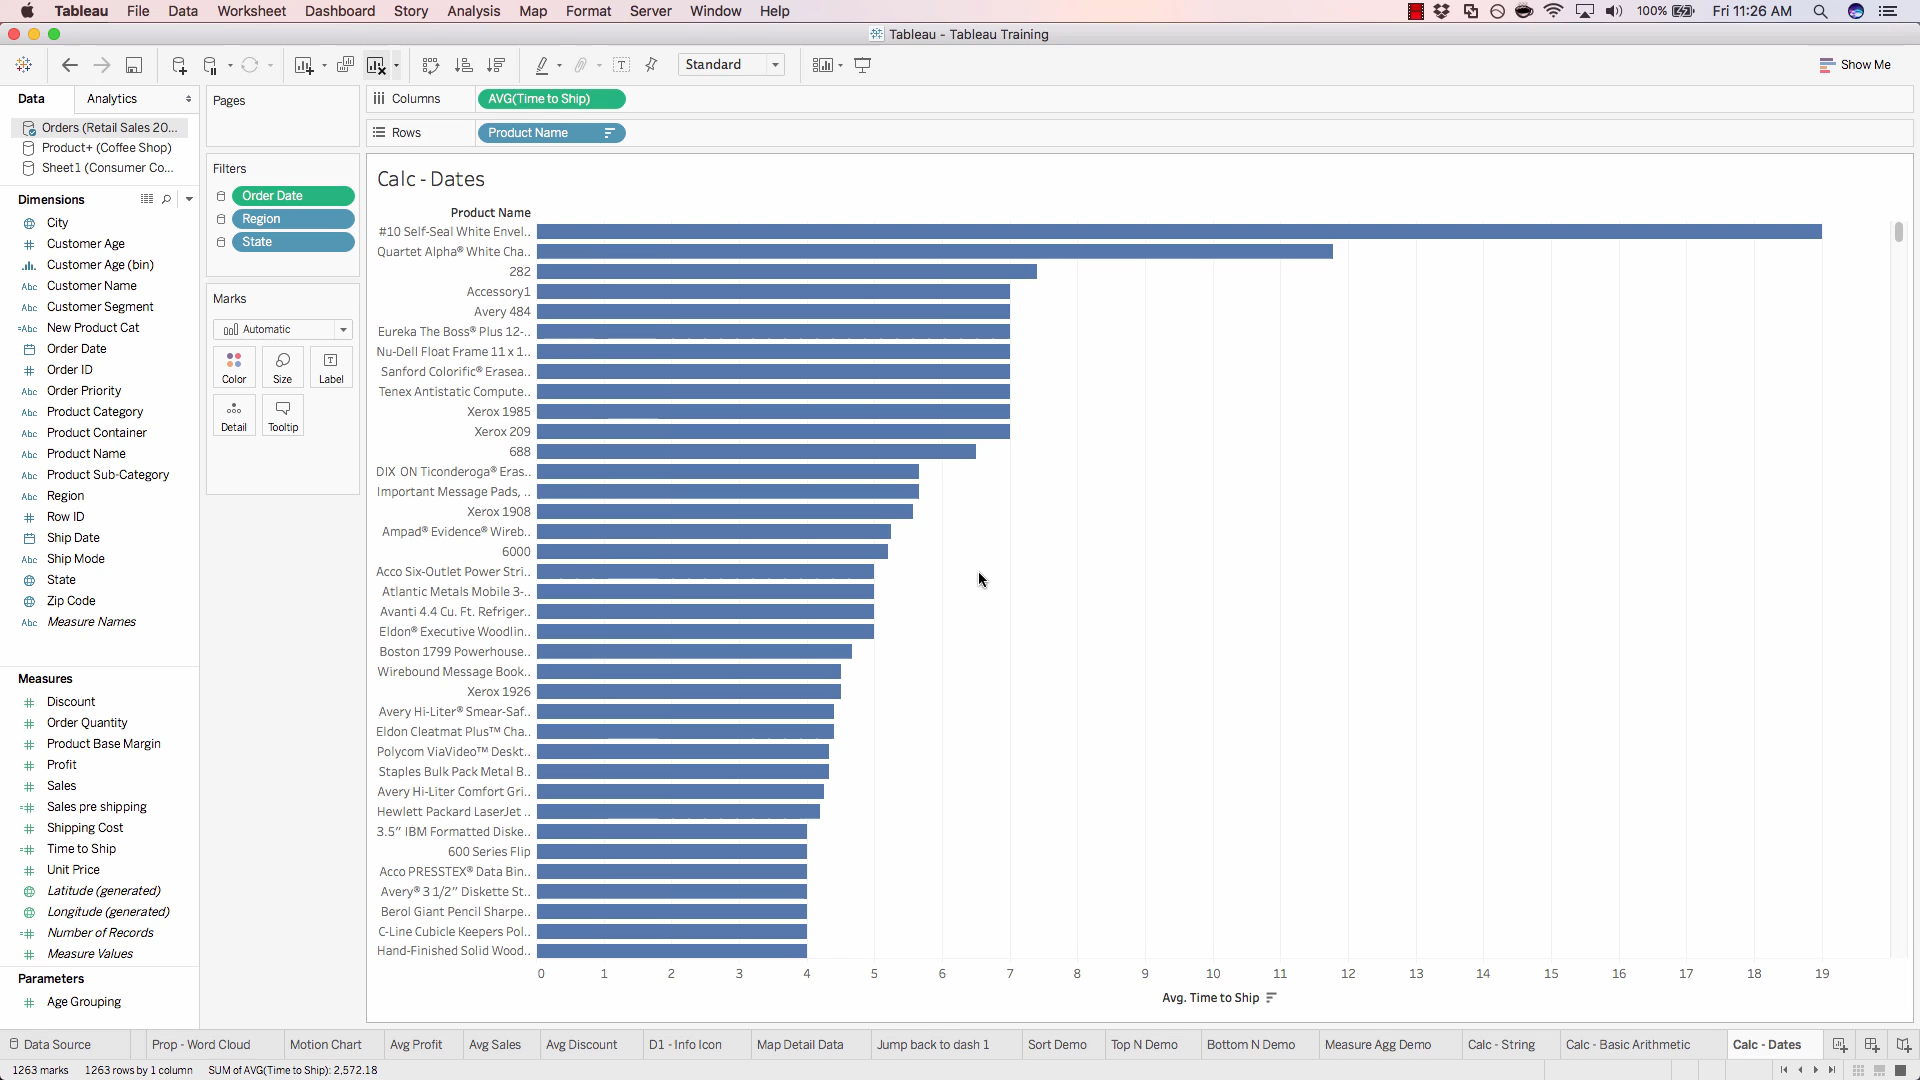 Tableau File Data Worksheet Dashboard Story Analysis Map Format Server Window Help 100% Fri 11:26 AM
Tableau - Tableau Training
Standard Show Me
Data Analytics
Orders (Retail Sales 20...
Product+ (Coffee Shop)
Sheet1 (Consumer Co...
Dimensions
City
# Customer Age
Customer Age (bin)
Abc Customer Name
Abc Customer Segment
=Abc New Product Cat
Order Date
# Order ID
Abc Order Priority
Abc Product Category
Abc Product Container
Abc Product Name
Abc Product Sub-Category
Abc Region
# Row ID
Ship Date
Abc Ship Mode
State
Zip Code
Abc Measure Names
Measures
# Discount
# Order Quantity
# Product Base Margin
# Profit
# Sales
=# Sales pre shipping
# Shipping Cost
=# Time to Ship
# Unit Price
Latitude (generated)
Longitude (generated)
=# Number of Records
# Measure Values
Parameters
# Age Grouping
Pages
Filters
Order Date
Region
State
Marks
Automatic
Color Size Label
Detail Tooltip
Columns AVG(Time to Ship)
Rows Product Name
Calc - Dates
Product Name
#10 Self-Seal White Envel..
Quartet Alpha® White Cha..
282
Accessory1
Avery 484
Eureka The Boss® Plus 12-..
Nu-Dell Float Frame 11 x 1..
Sanford Colorific® Erasea..
Tenex Antistatic Compute..
Xerox 1985
Xerox 209
688
DIX ON Ticonderoga® Eras..
Important Message Pads, ..
Xerox 1908
Ampad® Evidence® Wireb..
6000
Acco Six-Outlet Power Stri..
Atlantic Metals Mobile 3-..
Avanti 4.4 Cu. Ft. Refriger..
Eldon® Executive Woodlin..
Boston 1799 Powerhouse..
Wirebound Message Book..
Xerox 1926
Avery Hi-Liter® Smear-Saf..
Eldon Cleatmat Plus™ Cha..
Polycom ViaVideo™ Deskt..
Staples Bulk Pack Metal B..
Avery Hi-Liter Comfort Gri..
Hewlett Packard LaserJet ..
3.5" IBM Formatted Diske..
600 Series Flip
Acco PRESSTEX® Data Bin..
Avery® 3 1/2" Diskette St..
Berol Giant Pencil Sharpe..
C-Line Cubicle Keepers Pol..
Hand-Finished Solid Wood..
0 1 2 3 4 5 6 7 8 9 10 11 12 13 14 15 16 17 18 19
Avg. Time to Ship
Data Source Prop - Word Cloud Motion Chart Avg Profit Avg Sales Avg Discount D1 - Info Icon Map Detail Data Jump back to dash 1 Sort Demo Top N Demo Bottom N Demo Measure Agg Demo Calc - String Calc - Basic Arithmetic Calc - Dates
1263 marks 1263 rows by 1 column SUM of AVG(Time to Ship): 2,572.18